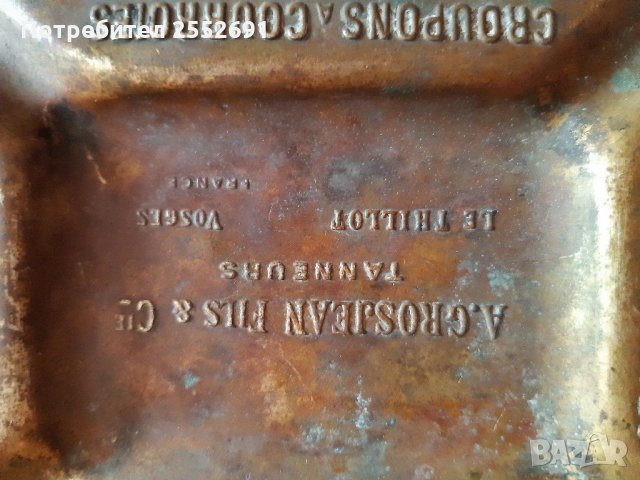 Потребител 2552691
A. GROSJEAN FILS & CIE
TANNEURS
LE THILLOT VOSGES
FRANCE
CROUPONS A COURROIES
BAZAR